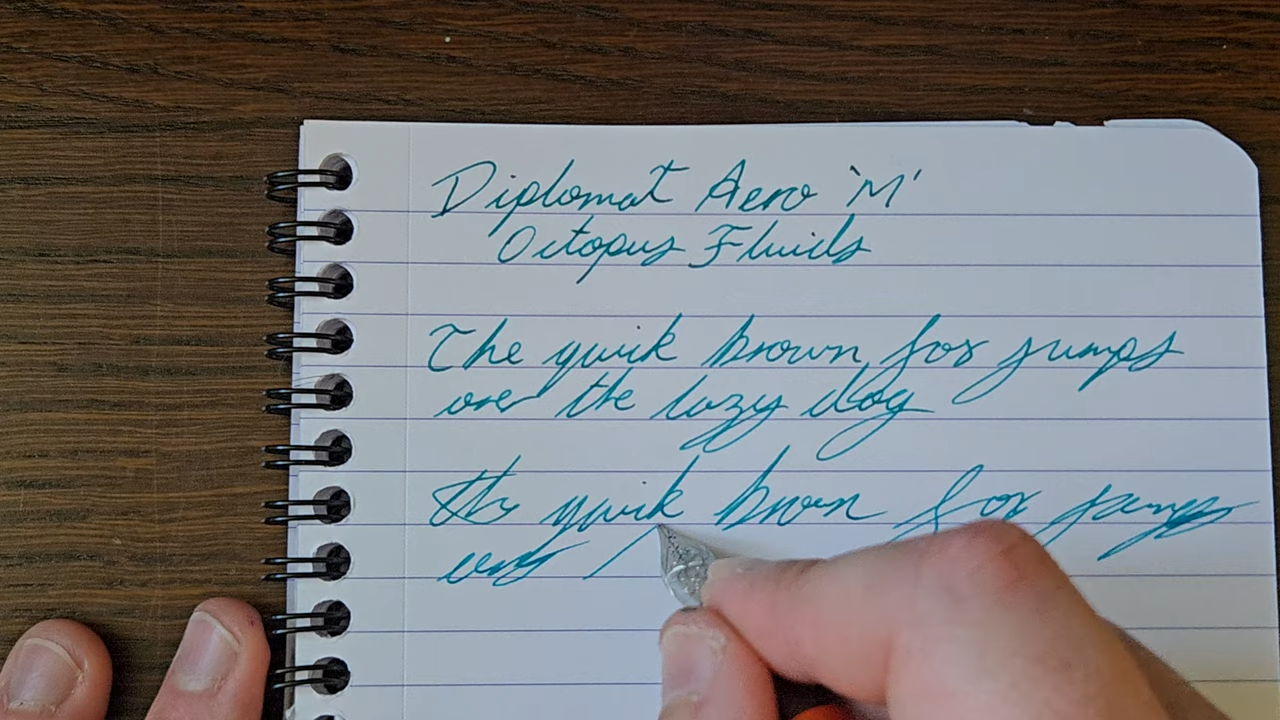 Diplomat Aero 'M'
Octopus Fluids
The quick brown fox jumps
over the lazy dog
the quick brown fox jumps